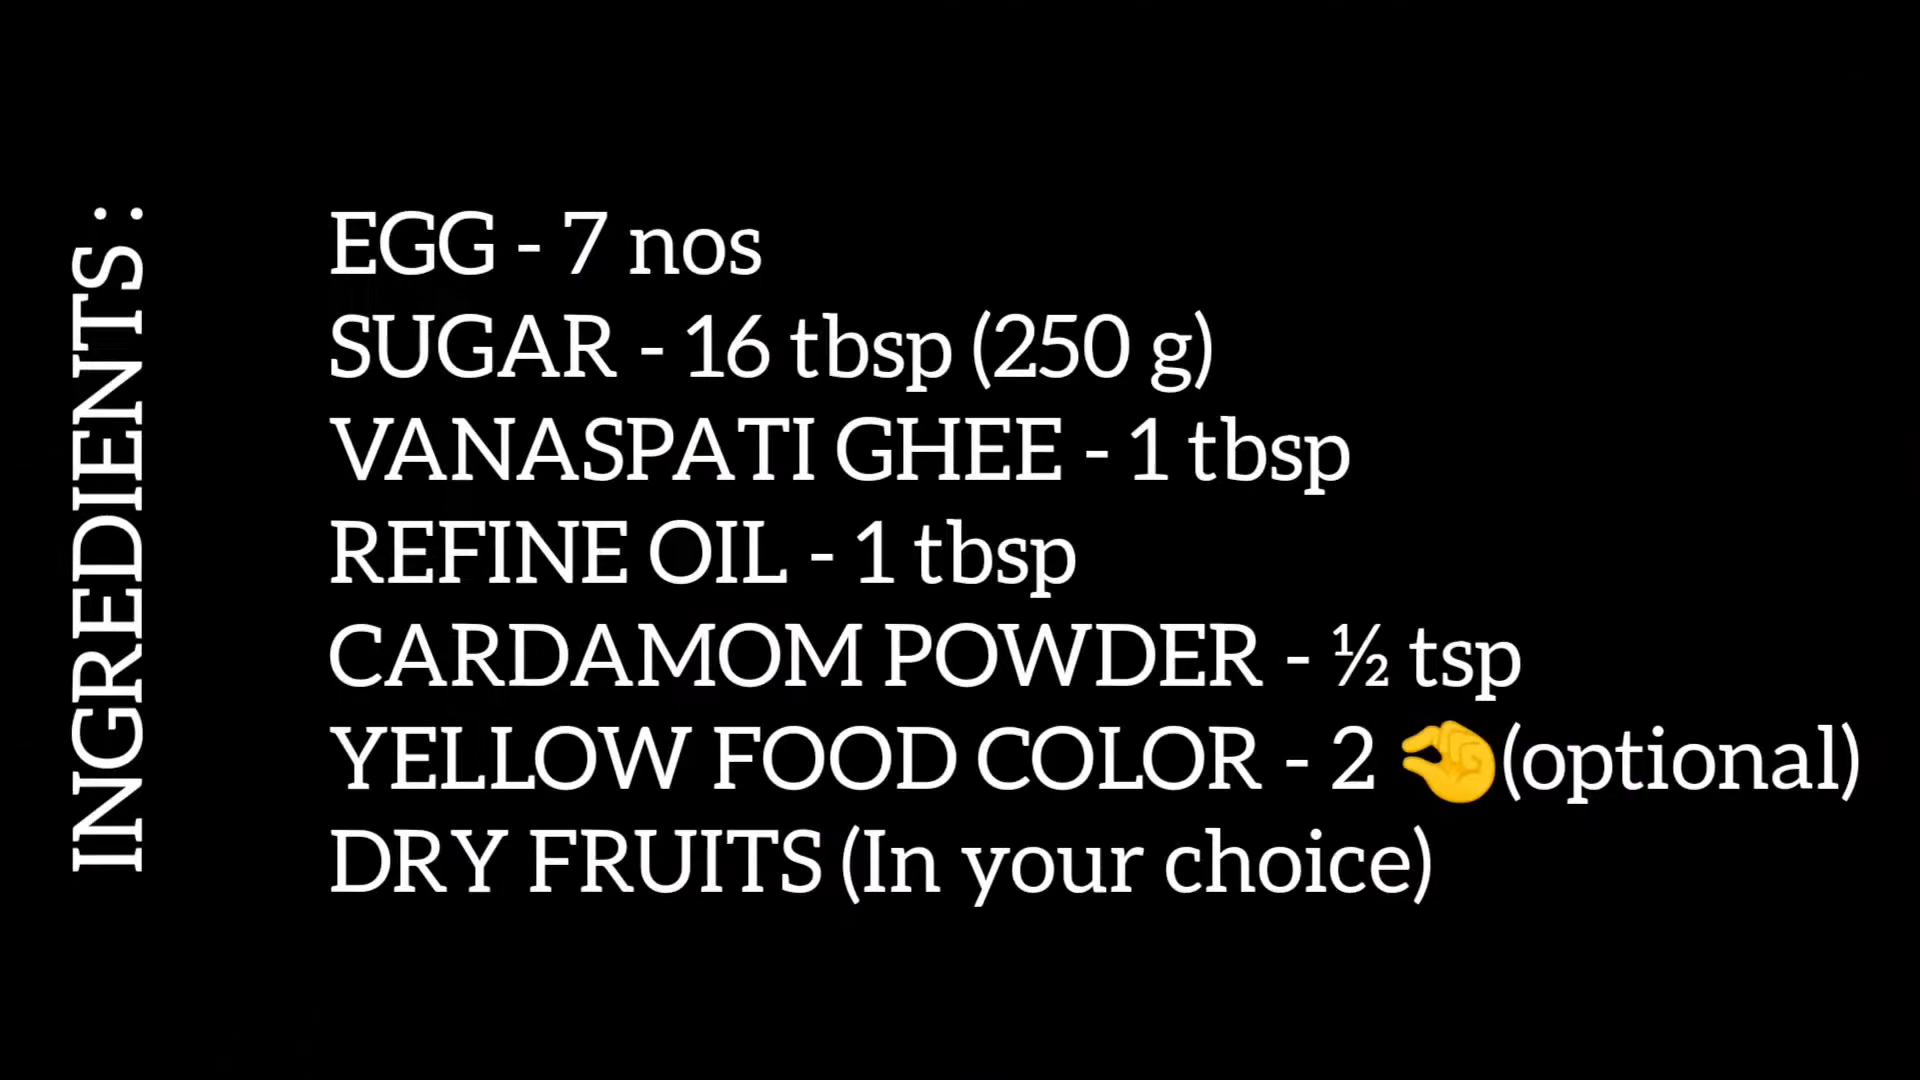 INGREDIENTS :
EGG - 7 nos
SUGAR - 16 tbsp (250 g)
VANASPATI GHEE - 1 tbsp
REFINE OIL - 1 tbsp
CARDAMOM POWDER - ½ tsp
YELLOW FOOD COLOR - 2 🤏(optional)
DRY FRUITS (In your choice)